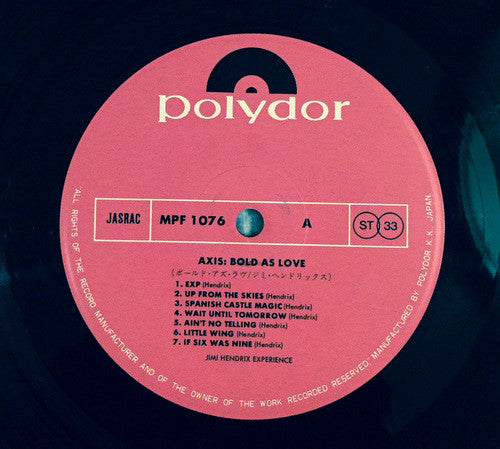 polydor
JASRAC
MPF 1076
A
ST 33
AXIS: BOLD AS LOVE
(ボールド・アズ・ラヴ/ジミ・ヘンドリックス)
1. EXP (Hendrix)
2. UP FROM THE SKIES (Hendrix)
3. SPANISH CASTLE MAGIC (Hendrix)
4. WAIT UNTIL TOMORROW (Hendrix)
5. AIN'T NO TELLING (Hendrix)
6. LITTLE WING (Hendrix)
7. IF SIX WAS NINE (Hendrix)
JIMI HENDRIX EXPERIENCE
ALL RIGHTS OF THE RECORD MANUFACTURER AND OF THE OWNER OF THE WORK RECORDED RESERVED. MANUFACTURED BY POLYDOR K.K. JAPAN